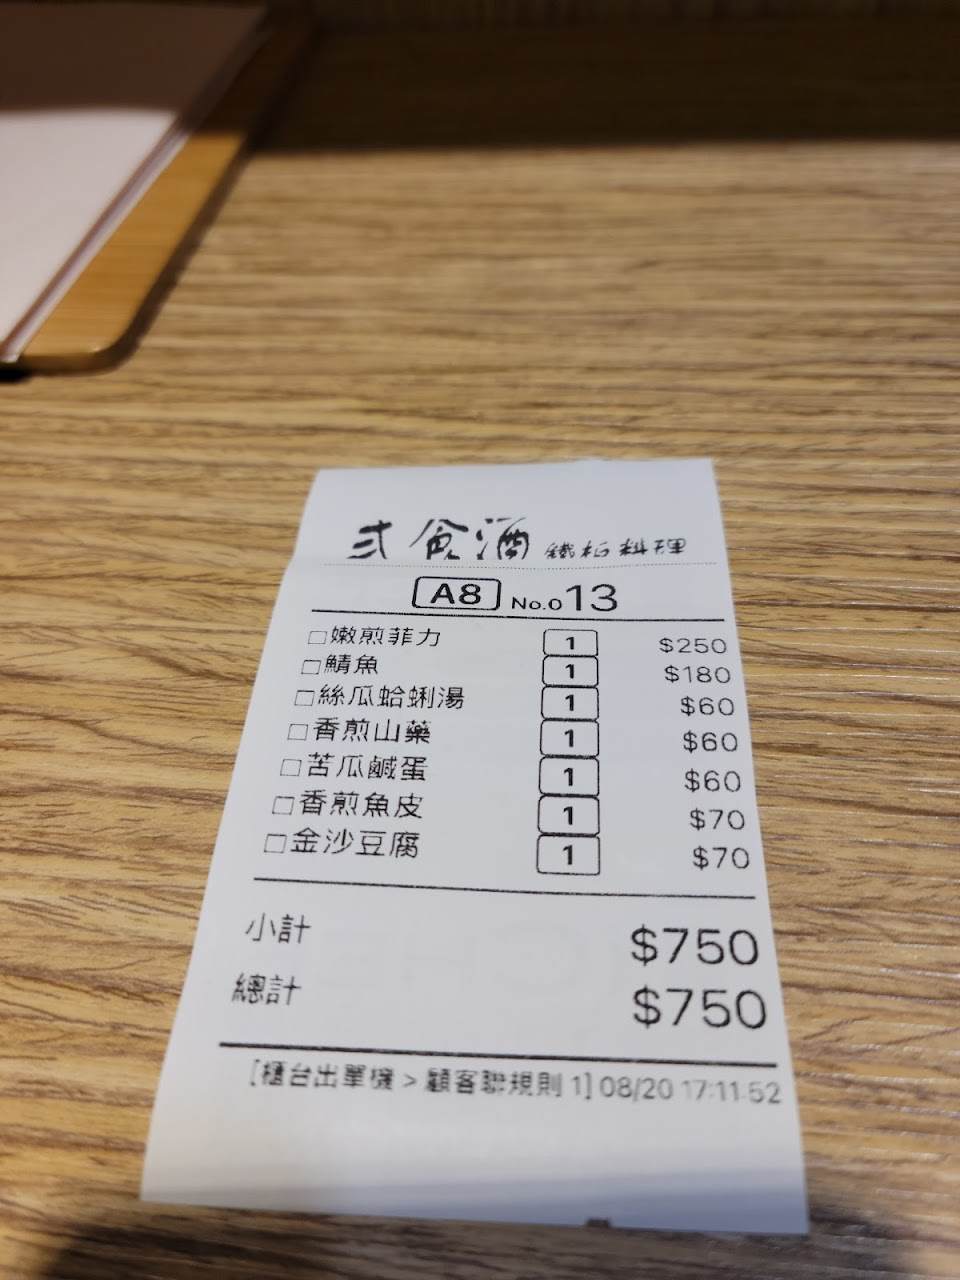 弍食酒 鐵板料理
A8 No.013
□嫩煎菲力 1 $250
□鯖魚 1 $180
□絲瓜蛤蜊湯 1 $60
□香煎山藥 1 $60
□苦瓜鹹蛋 1 $60
□香煎魚皮 1 $70
□金沙豆腐 1 $70
小計 $750
總計 $750
[櫃台出單機 > 顧客聯規則 1] 08/20 17:11:52